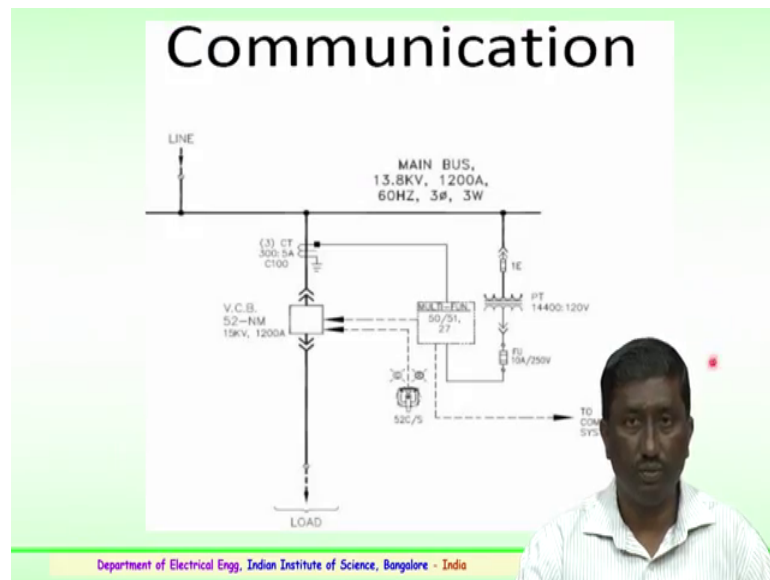 Communication
LINE
MAIN BUS,
13.8KV, 1200A,
60HZ, 3ø, 3W
(3) CT
300:5A
C100
1E
V.C.B.
52-NM
15KV, 1200A
MULTI-FUN.
50/51,
27
PT
14400:120V
FU
10A/250V
52C/S
TO
COM
SYS
LOAD
Department of Electrical Engg, Indian Institute of Science, Bangalore - India